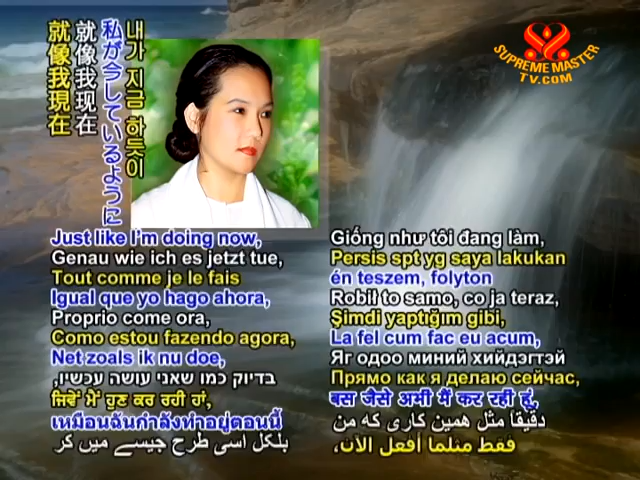 就像我現在
就像我现在
私が今しているように
내가 지금 하듯이
SUPREME MASTER
TV.COM
Just like I'm doing now,
Genau wie ich es jetzt tue,
Tout comme je le fais
Igual que yo hago ahora,
Proprio come ora,
Como estou fazendo agora,
Net zoals ik nu doe,
בדיוק כמו שאני עושה עכשיו,
ਜਿਵੇਂ ਮੈਂ ਹੁਣ ਕਰ ਰਹੀ ਹਾਂ,
เหมือนฉันกำลังทำอยู่ตอนนี้
بلکل اسی طرح جیسے میں کر
Giống như tôi đang làm,
Persis spt yg saya lakukan
én teszem, folyton
Robił to samo, co ja teraz,
Şimdi yaptığım gibi,
La fel cum fac eu acum,
Яг одоо миний хийдэгтэй
Прямо как я делаю сейчас,
बस जैसे अभी मैं कर रही हूं,
دقیقاً مثل همین کاری که من
فقط مثلما أفعل الآن،